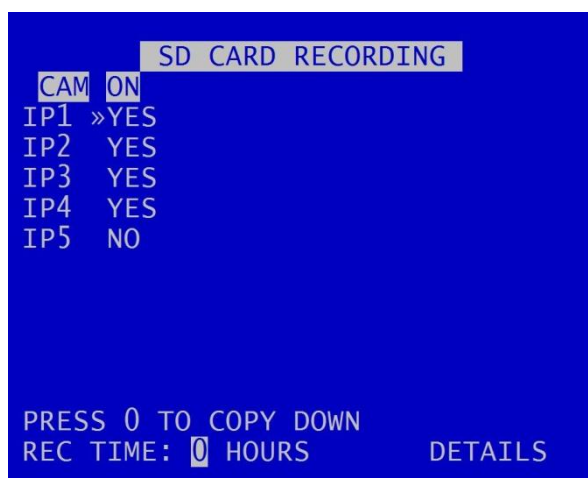 SD CARD RECORDING
CAM ON
IP1 »YES
IP2 YES
IP3 YES
IP4 YES
IP5 NO
PRESS 0 TO COPY DOWN
REC TIME: 0 HOURS DETAILS